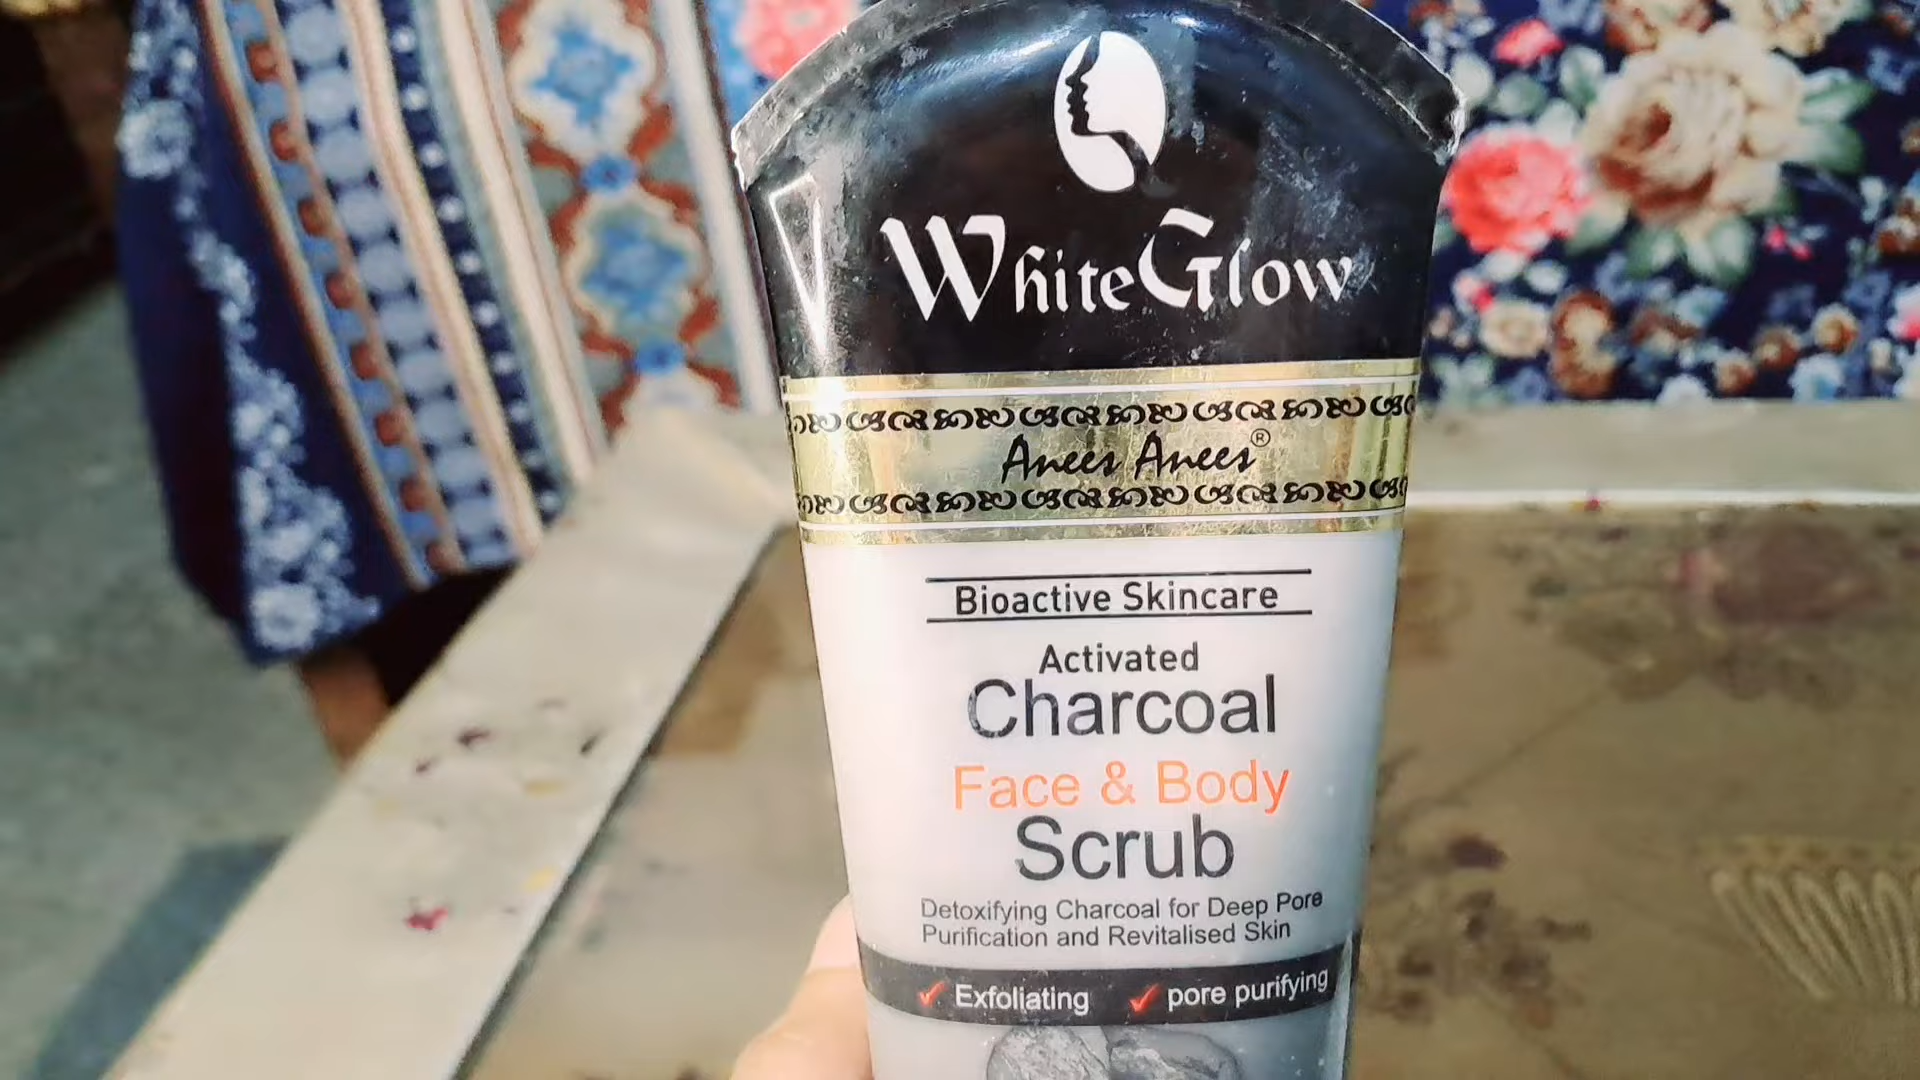 WhiteGlow
Anees Anees®
Bioactive Skincare
Activated
Charcoal
Face & Body
Scrub
Detoxifying Charcoal for Deep Pore
Purification and Revitalised Skin
Exfoliating pore purifying